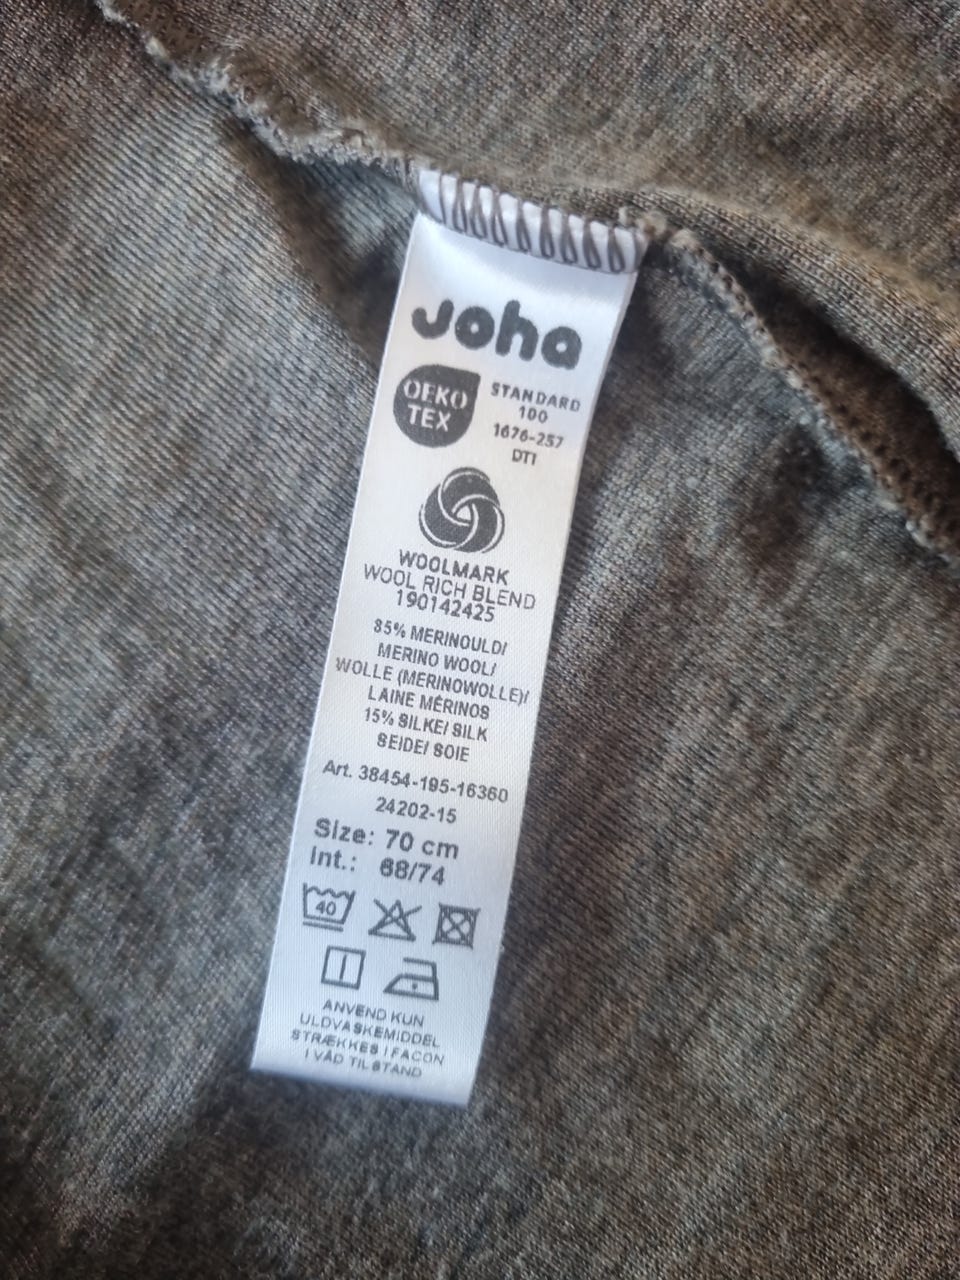 Joha
OEKO
TEX
STANDARD
100
1676-257
DTI
WOOLMARK
WOOL RICH BLEND
190142425
85% MERINOULD/
MERINO WOOL/
WOLLE (MERINOWOLLE)/
LAINE MÉRINOS
15% SILKE/ SILK
SEIDE/ SOIE
Art. 38454-195-16360
24202-15
Size: 70 cm
Int.: 68/74
40
ANVEND KUN
ULDVASKEMIDDEL
STRÆKKES I FACON
I VÅD TILSTAND